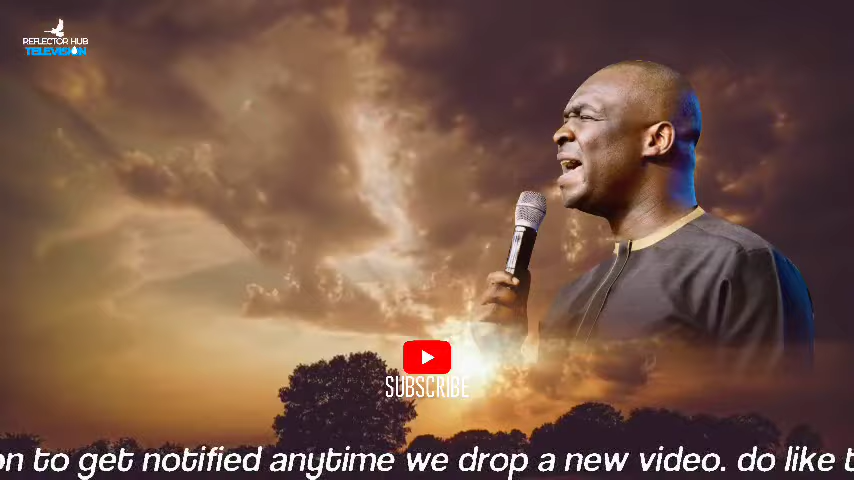 REFLECTOR HUB
TELEVISION
SUBSCRIBE
on to get notified anytime we drop a new video. do like t